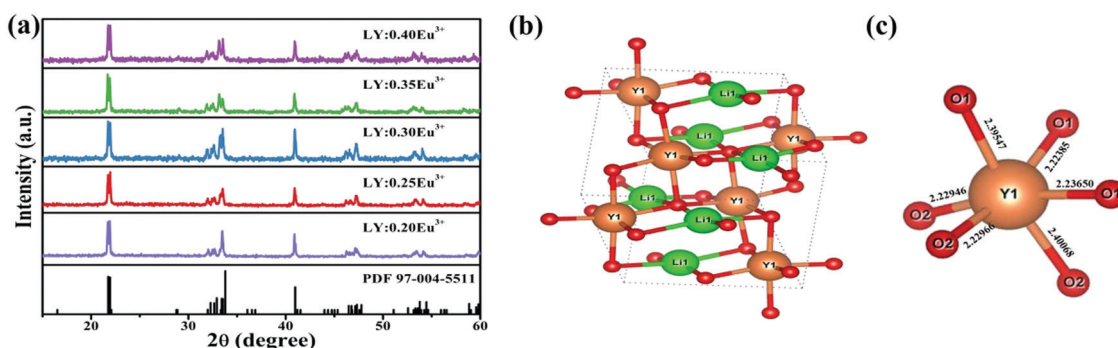 (a)
LY:0.40Eu³⁺
LY:0.35Eu³⁺
LY:0.30Eu³⁺
LY:0.25Eu³⁺
LY:0.20Eu³⁺
PDF 97-004-5511
Intensity (a.u.)
20 30 40 50 60
2θ (degree)
(b)
Y1
Li1
Li1
Y1
Y1
Li1
Li1
Y1
Y1
Li1
Li1
Y1
(c)
O1
O1
2.39547
2.22385
Y1
2.23650
O1
2.22946
O2
2.22966
O2
2.40068
O2